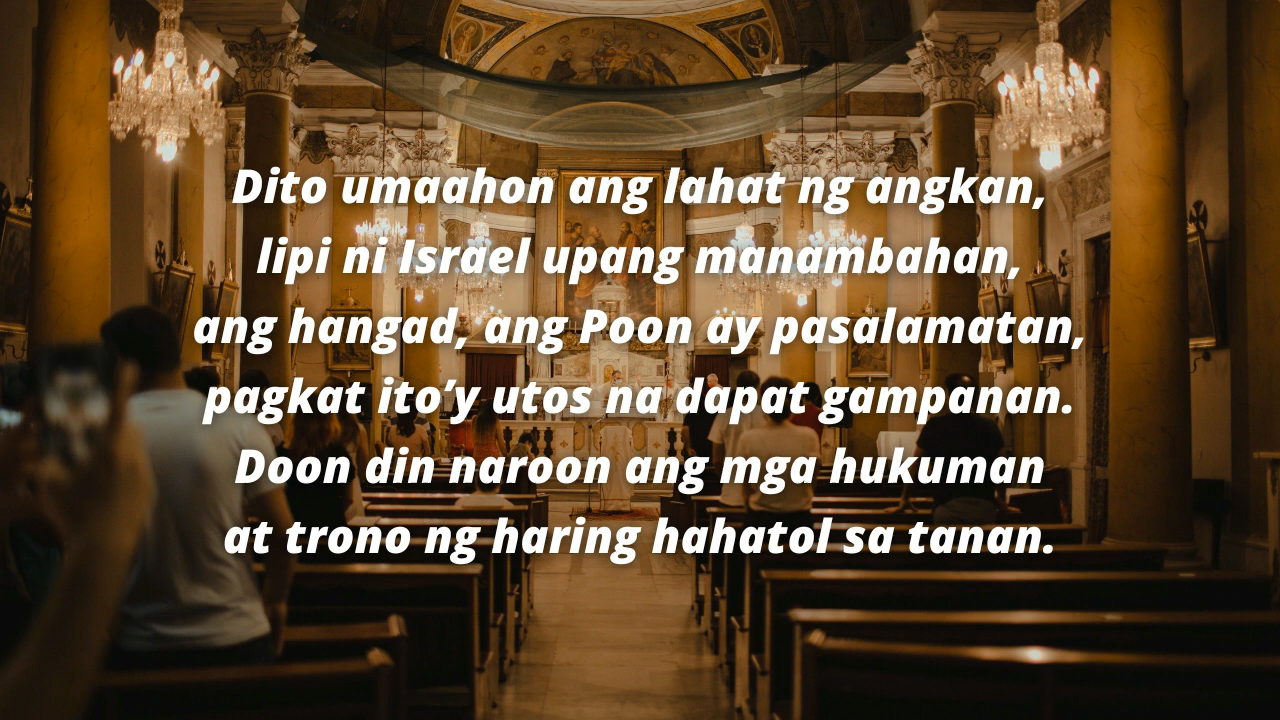 Dito umaahon ang lahat ng angkan,
lipi ni Israel upang manambahan,
ang hangad, ang Poon ay pasalamatan,
pagkat ito’y utos na dapat gampanan.
Doon din naroon ang mga hukuman
at trono ng haring hahatol sa tanan.